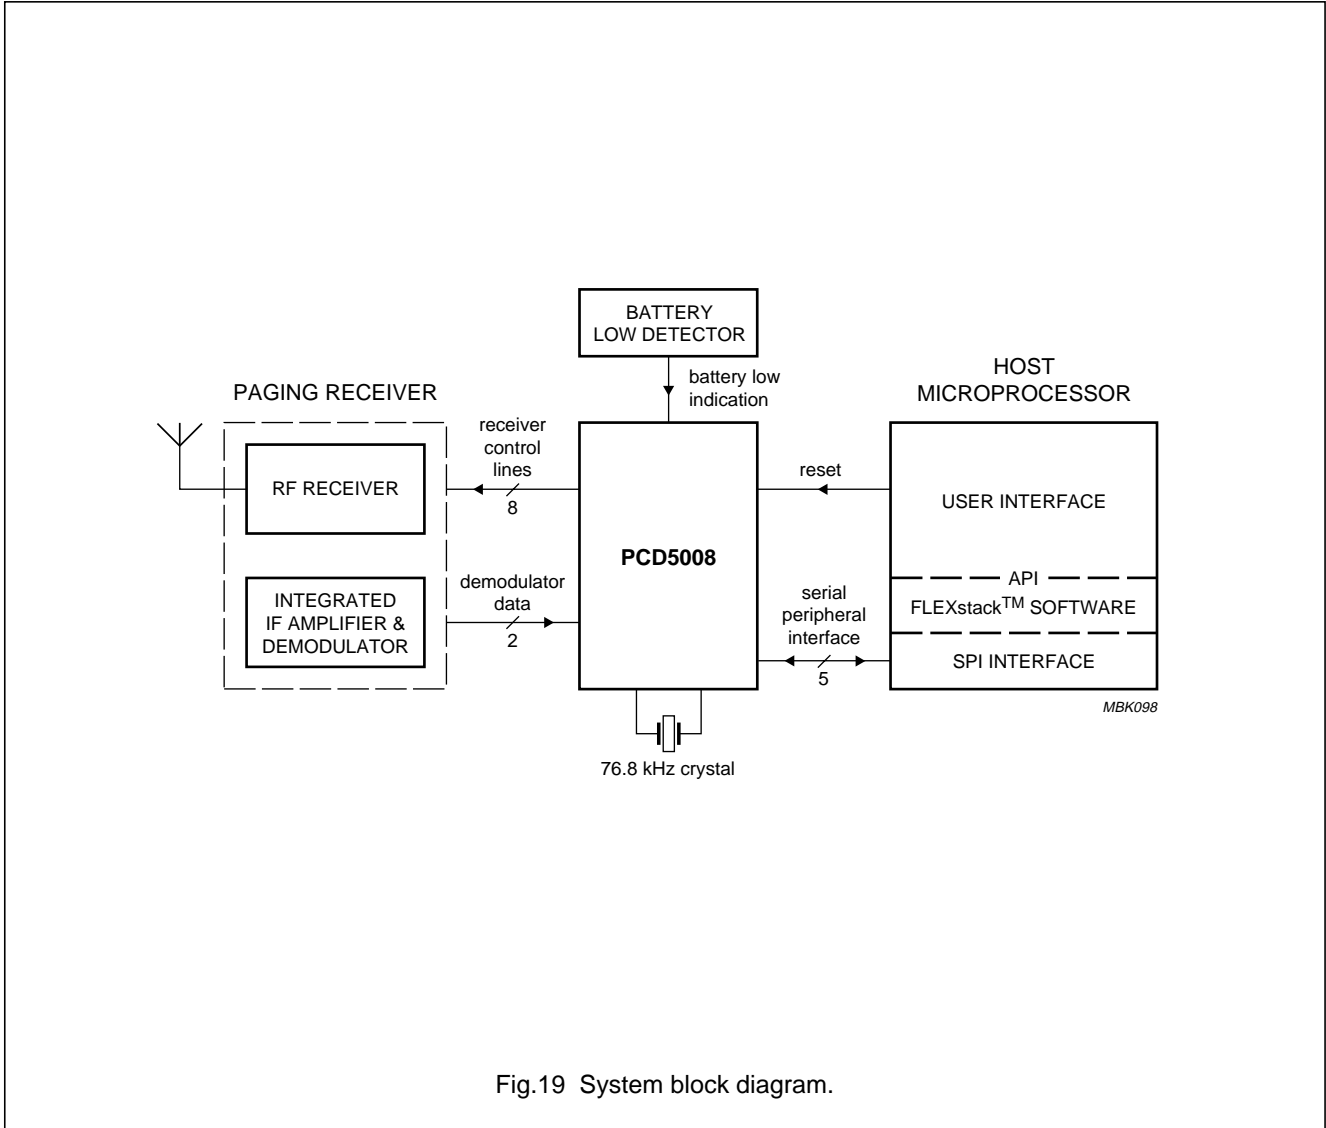 BATTERY
LOW DETECTOR
battery low
indication
PAGING RECEIVER
HOST
MICROPROCESSOR
receiver
control
lines
8
RF RECEIVER
reset
USER INTERFACE
PCD5008
demodulator
data
2
INTEGRATED
IF AMPLIFIER &
DEMODULATOR
serial
peripheral
interface
5
API
FLEXstackTM SOFTWARE
SPI INTERFACE
MBK098
76.8 kHz crystal
Fig.19 System block diagram.